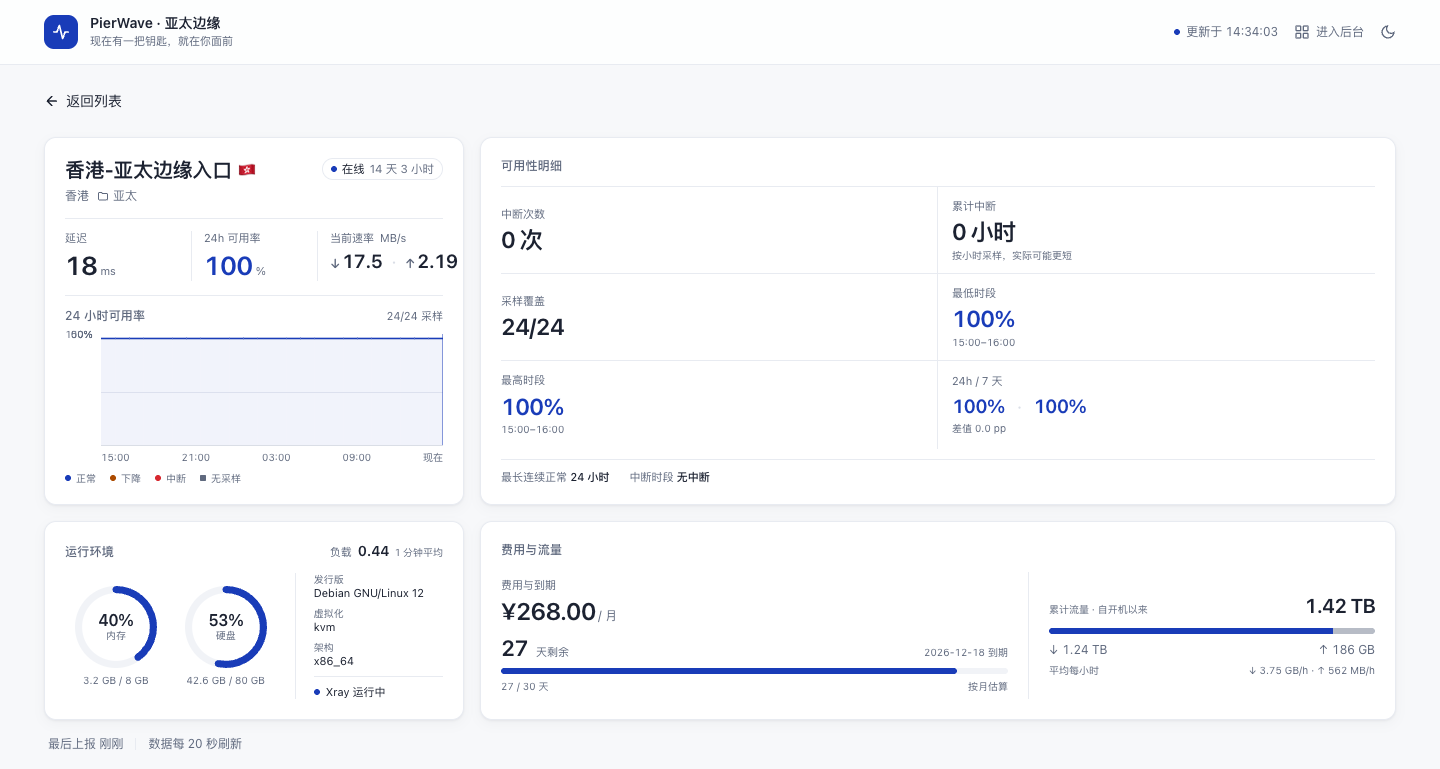 PierWave · 亚太边缘
现在有一把钥匙，就在你面前
更新于 14:34:03
进入后台
← 返回列表
香港-亚太边缘入口
在线 14 天 3 小时
香港 亚太
延迟
18 ms
24h 可用率
100 %
当前速率 MB/s
↓17.5 · ↑2.19
24 小时可用率
24/24 采样
15:00 21:00 03:00 09:00 现在
正常 下降 中断 无采样
可用性明细
中断次数
0 次
累计中断
0 小时
按小时采样，实际可能更短
采样覆盖
24/24
最低时段
100%
15:00–16:00
最高时段
100%
15:00–16:00
24h / 7 天
100% · 100%
差值 0.0 pp
最长连续正常 24 小时 中断时段 无中断
运行环境
负载 0.44 1 分钟平均
40%
内存
3.2 GB / 8 GB
53%
硬盘
42.6 GB / 80 GB
发行版
Debian GNU/Linux 12
虚拟化
kvm
架构
x86_64
Xray 运行中
费用与流量
费用与到期
¥268.00 / 月
27 天剩余
2026-12-18 到期
27 / 30 天
按月估算
累计流量 · 自开机以来
1.42 TB
↓ 1.24 TB
↑ 186 GB
平均每小时
↓ 3.75 GB/h · ↑ 562 MB/h
最后上报 刚刚
数据每 20 秒刷新